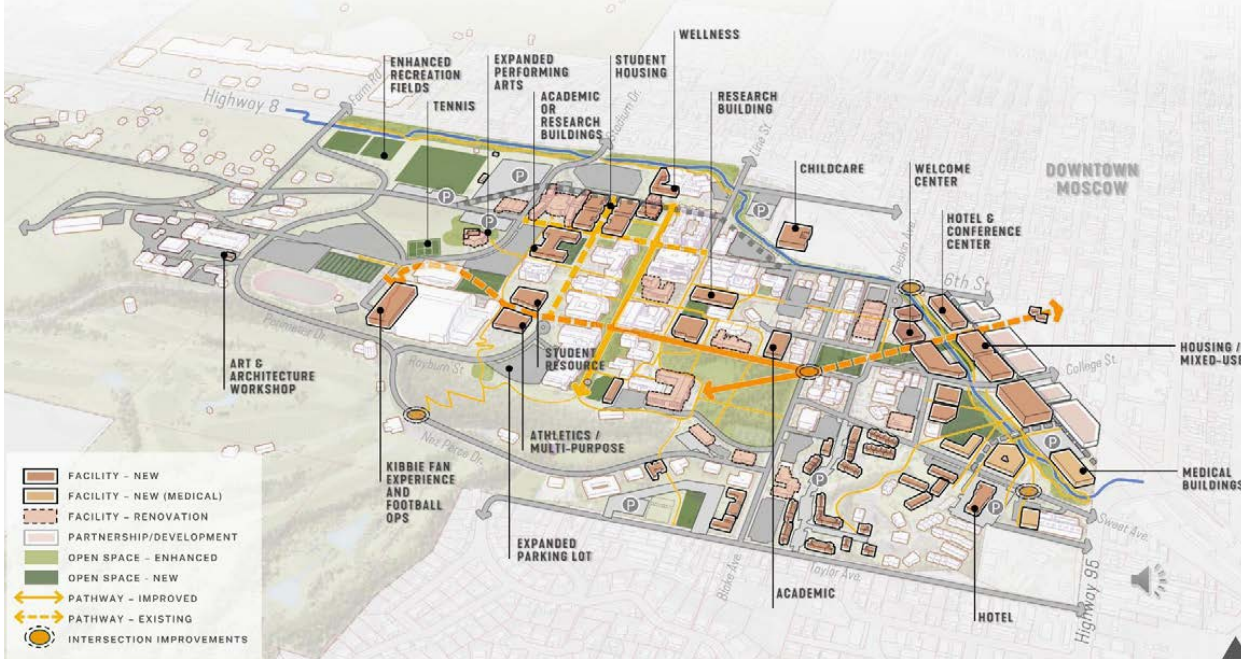 WELLNESS
ENHANCED
RECREATION
FIELDS
EXPANDED
PERFORMING
ARTS
STUDENT
HOUSING
TENNIS
ACADEMIC
OR
RESEARCH
BUILDINGS
RESEARCH
BUILDING
Highway 8
Farm Rd.
Stadium Dr.
Line St.
CHILDCARE
WELCOME
CENTER
DOWNTOWN
MOSCOW
HOTEL &
CONFERENCE
CENTER
Deakin Ave.
6th St.
P
P
P
P
P
HOUSING /
MIXED-USE
College St.
Perimeter Dr.
Rayburn St.
ART &
ARCHITECTURE
WORKSHOP
STUDENT
RESOURCE
ATHLETICS /
MULTI-PURPOSE
Nez Perce Dr.
KIBBIE FAN
EXPERIENCE
AND
FOOTBALL
OPS
EXPANDED
PARKING LOT
P
P
P
P
MEDICAL
BUILDINGS
Sweet Ave.
Blake Ave.
Taylor Ave.
ACADEMIC
HOTEL
Highway 95
FACILITY – NEW
FACILITY – NEW (MEDICAL)
FACILITY – RENOVATION
PARTNERSHIP/DEVELOPMENT
OPEN SPACE – ENHANCED
OPEN SPACE - NEW
PATHWAY – IMPROVED
PATHWAY – EXISTING
INTERSECTION IMPROVEMENTS